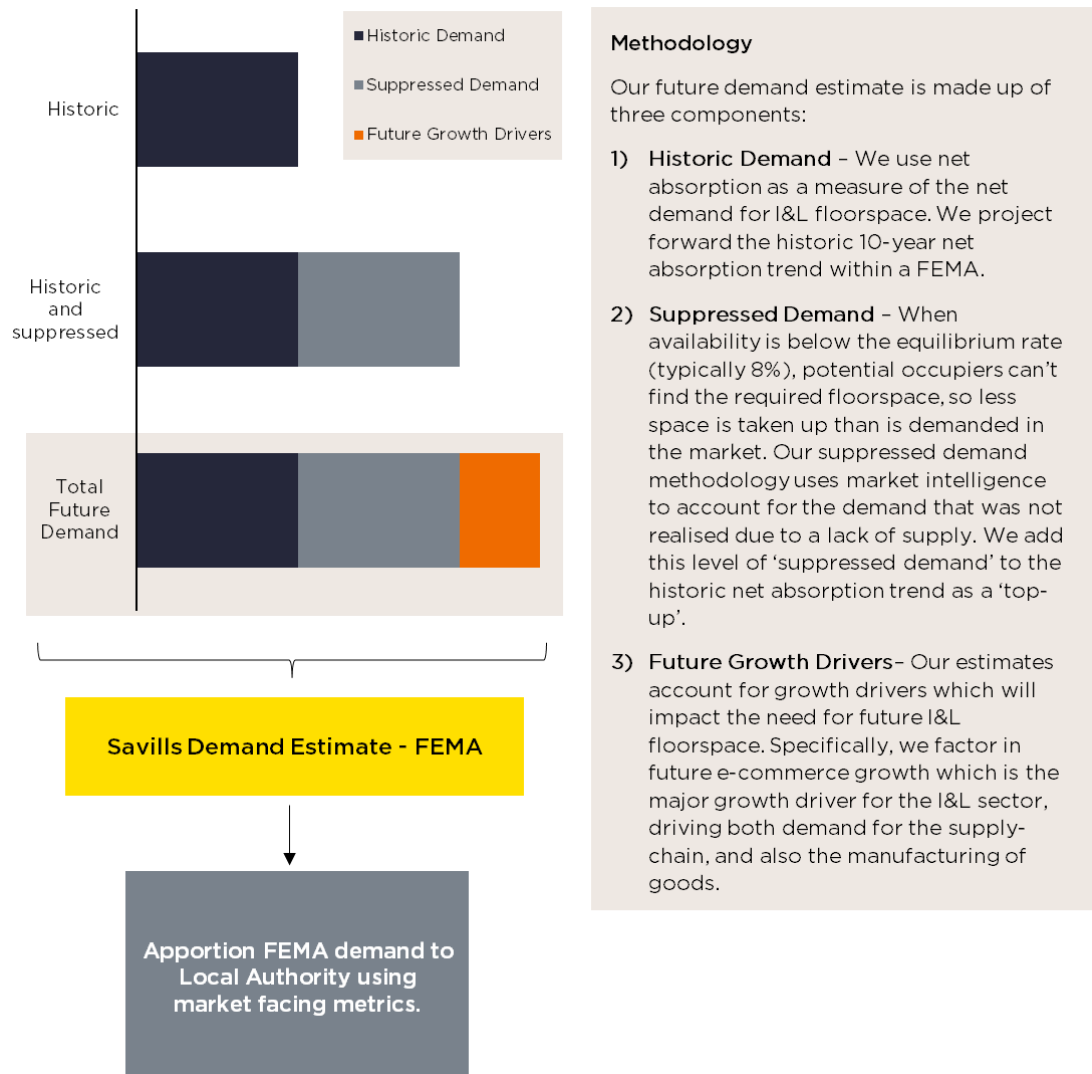 Historic Demand
Suppressed Demand
Future Growth Drivers
Historic
Historic
and
suppressed
Total
Future
Demand
Savills Demand Estimate - FEMA
Apportion FEMA demand to
Local Authority using
market facing metrics.
Methodology
Our future demand estimate is made up of
three components:
1) Historic Demand – We use net
absorption as a measure of the net
demand for I&L floorspace. We project
forward the historic 10-year net
absorption trend within a FEMA.
2) Suppressed Demand – When
availability is below the equilibrium rate
(typically 8%), potential occupiers can’t
find the required floorspace, so less
space is taken up than is demanded in
the market. Our suppressed demand
methodology uses market intelligence
to account for the demand that was not
realised due to a lack of supply. We add
this level of ‘suppressed demand’ to the
historic net absorption trend as a ‘top-
up’.
3) Future Growth Drivers– Our estimates
account for growth drivers which will
impact the need for future I&L
floorspace. Specifically, we factor in
future e-commerce growth which is the
major growth driver for the I&L sector,
driving both demand for the supply-
chain, and also the manufacturing of
goods.